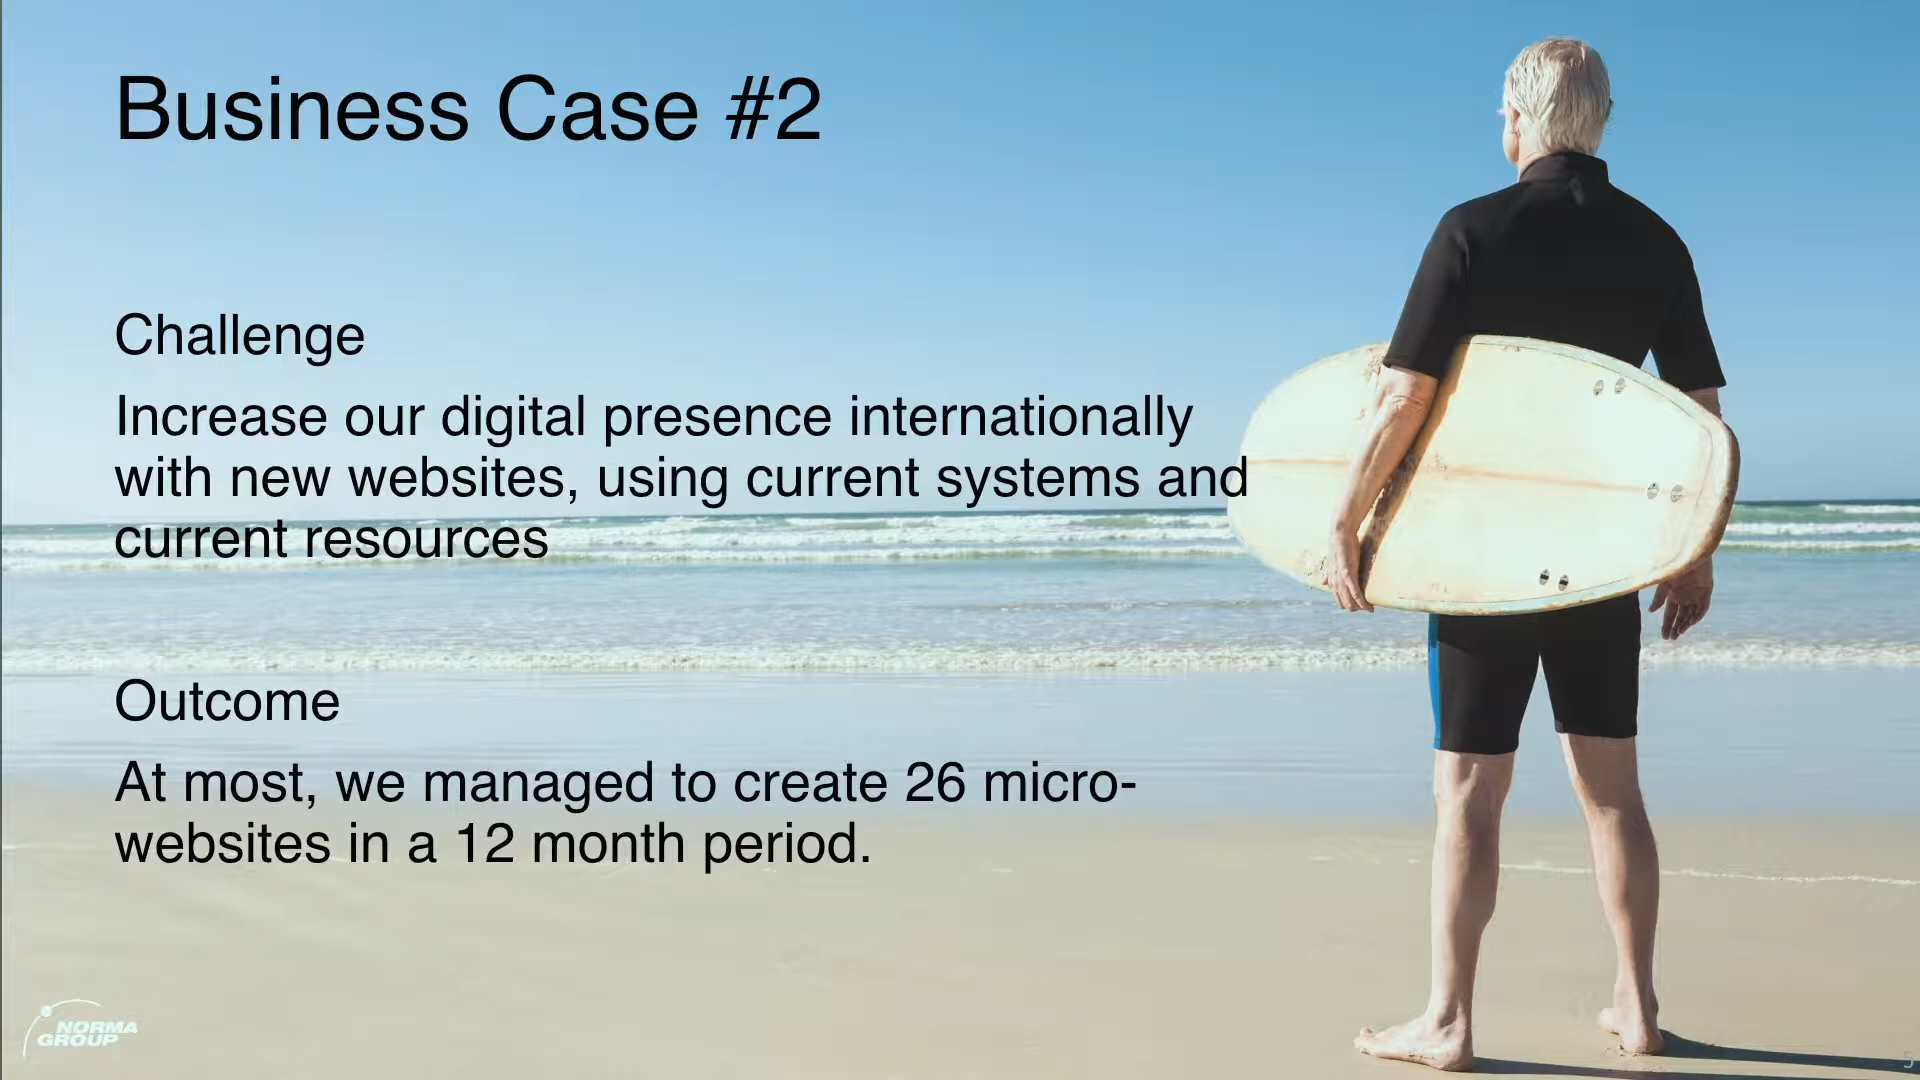 Business Case #2
Challenge
Increase our digital presence internationally
with new websites, using current systems and
current resources
Outcome
At most, we managed to create 26 micro-
websites in a 12 month period.
NORMA
GROUP
5